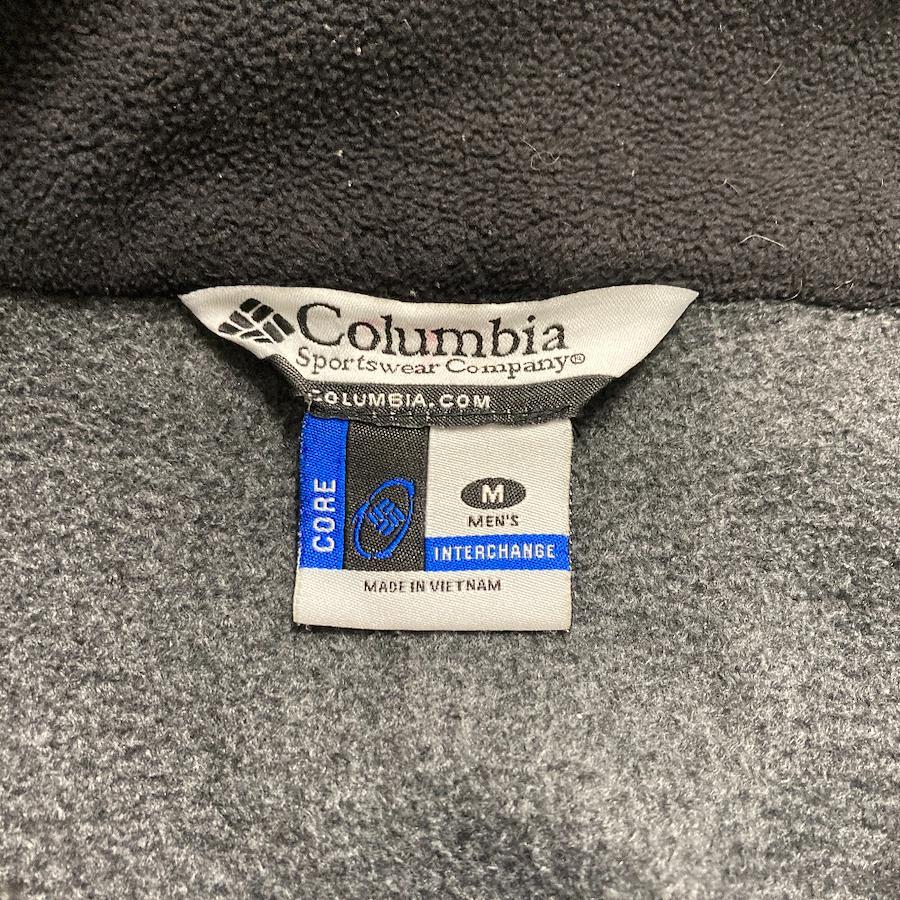 Columbia
Sportswear Company®
COLUMBIA.COM
CORE
M
MEN'S
INTERCHANGE
MADE IN VIETNAM